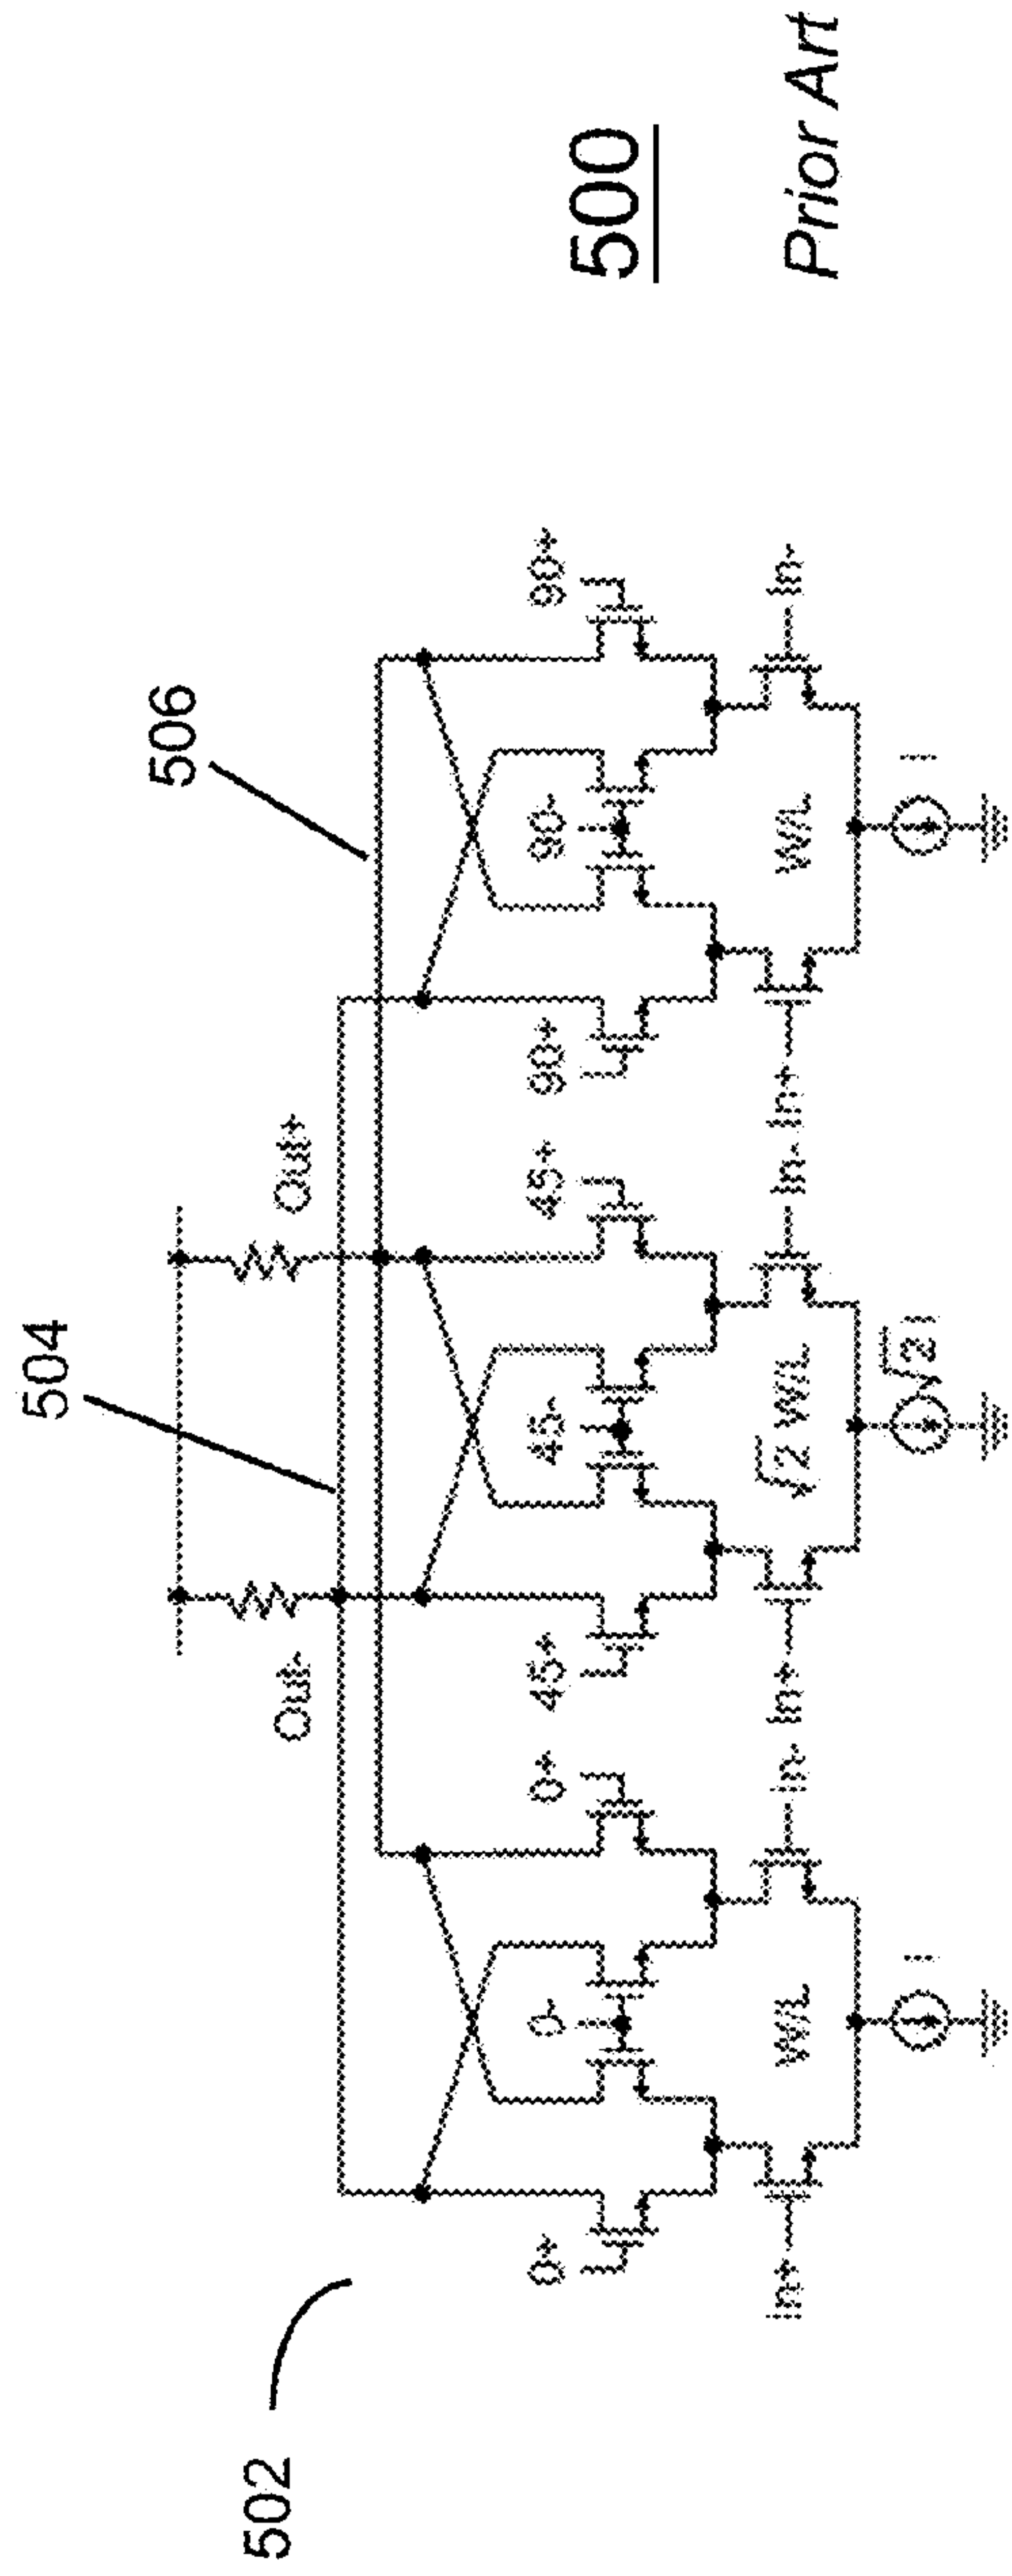 504
506
502
Out-
Out+
0+
0-
0+
45+
45-
45+
90+
90-
90+
In+
W/L
In-
In+
√2 W/L
In-
In+
W/L
In-
I
√2 I
I
500
Prior Art